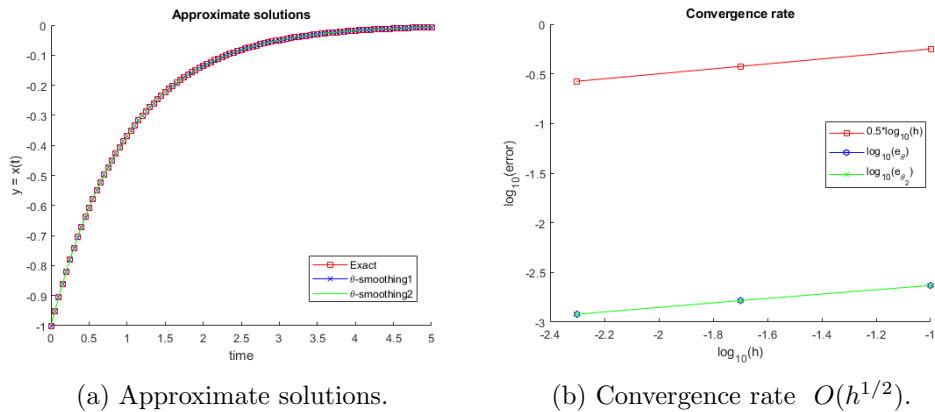 Approximate solutions
0
-0.1
-0.2
-0.3
-0.4
-0.5
-0.6
-0.7
-0.8
-0.9
-1
y = x(t)
Exact
θ-smoothing1
θ-smoothing2
0 0.5 1 1.5 2 2.5 3 3.5 4 4.5 5
time
Convergence rate
0
-0.5
-1
-1.5
-2
-2.5
-3
log10(error)
0.5*log10(h)
log10(eθ)
log10(eθ2)
-2.4 -2.2 -2 -1.8 -1.6 -1.4 -1.2 -1
log10(h)
(a) Approximate solutions.
(b) Convergence rate O(h^{1/2}).